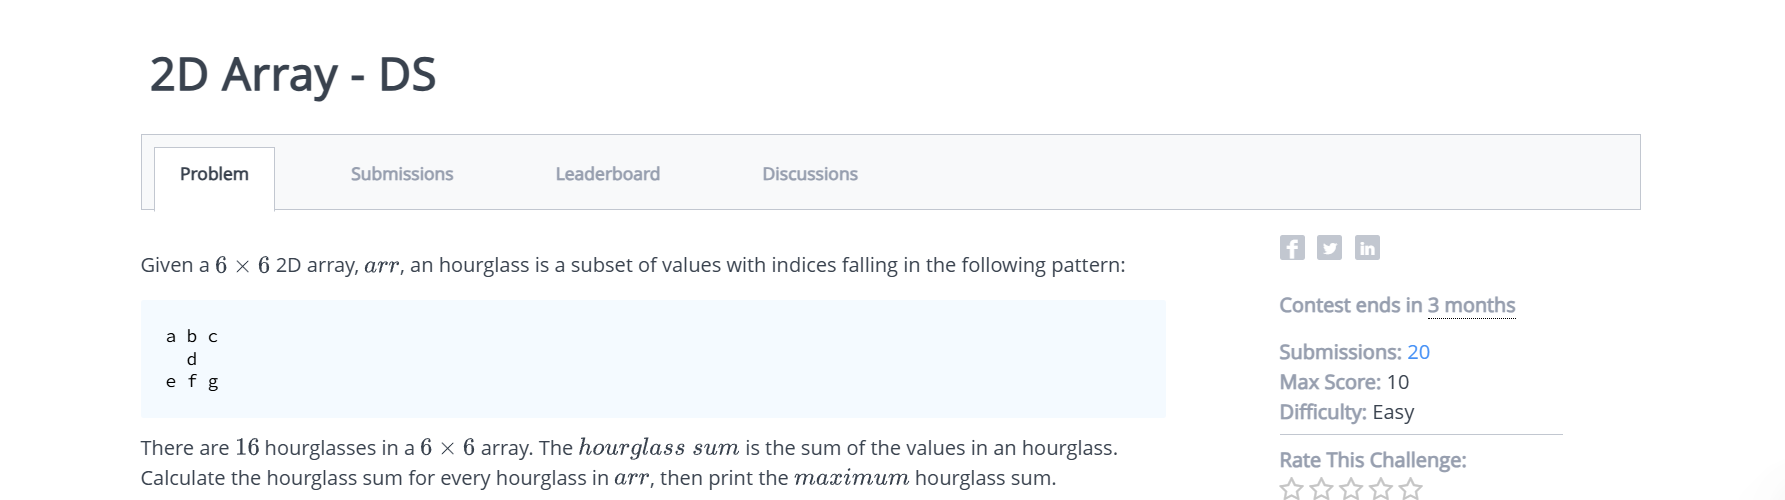 2D Array - DS
Problem
Submissions
Leaderboard
Discussions
Given a 6 × 6 2D array, arr, an hourglass is a subset of values with indices falling in the following pattern:
a b c
d
e f g
There are 16 hourglasses in a 6 × 6 array. The hourglass sum is the sum of the values in an hourglass.
Calculate the hourglass sum for every hourglass in arr, then print the maximum hourglass sum.
f
in
Contest ends in 3 months
Submissions: 20
Max Score: 10
Difficulty: Easy
Rate This Challenge: